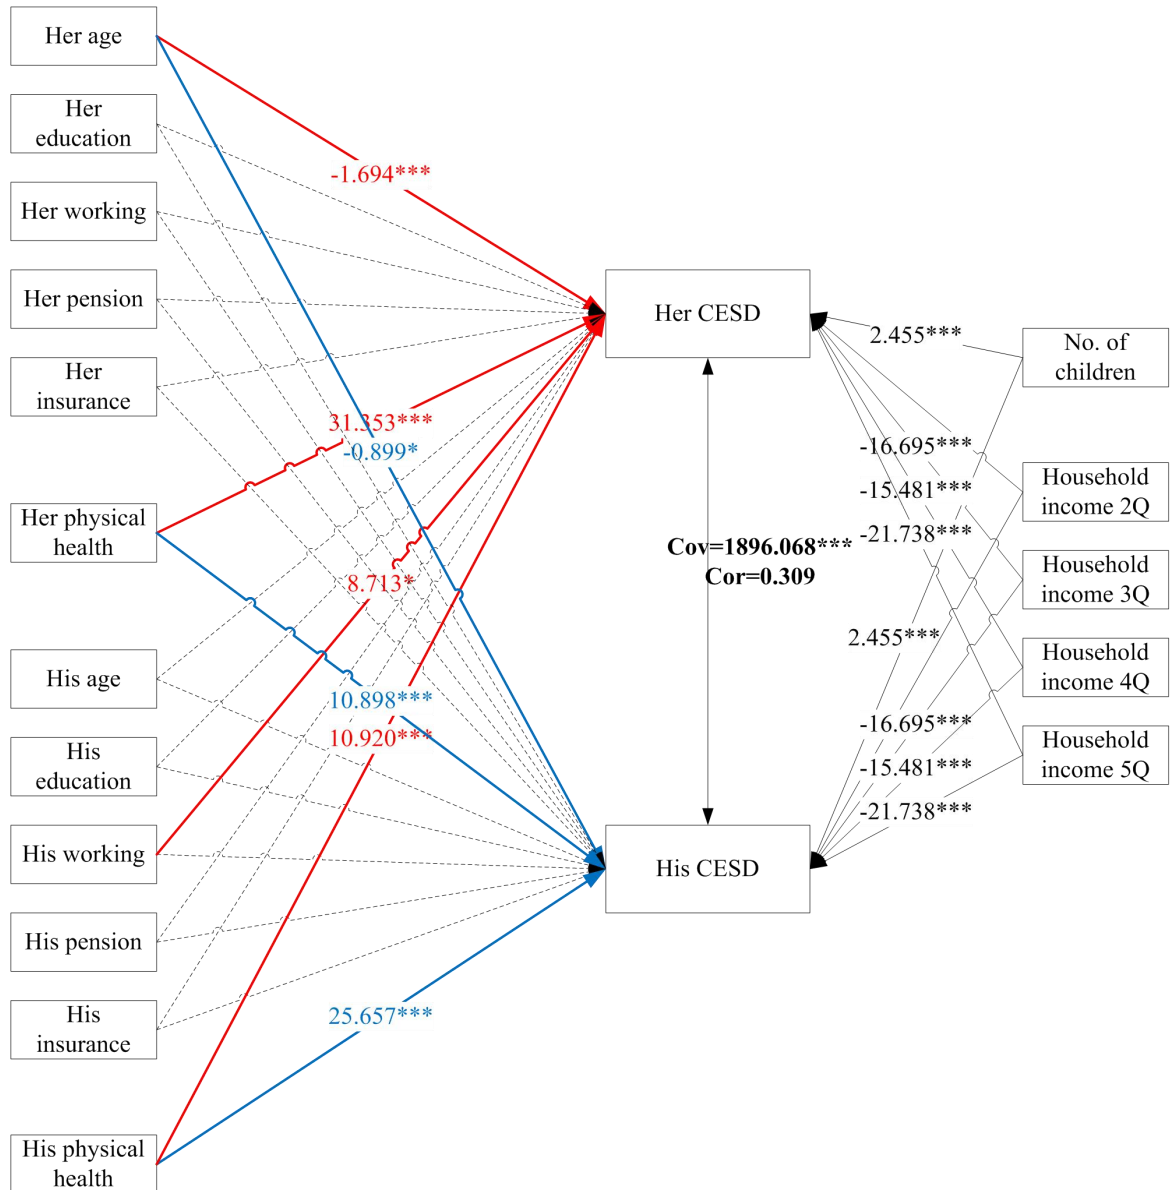 Her age
Her
education
Her working
Her pension
Her
insurance
Her physical
health
His age
His
education
His working
His pension
His
insurance
His physical
health
-1.694***
31.353***
-0.899*
8.713*
10.898***
10.920***
25.657***
Her CESD
Cov=1896.068***
Cor=0.309
His CESD
2.455***
-16.695***
-15.481***
-21.738***
2.455***
-16.695***
-15.481***
-21.738***
No. of
children
Household
income 2Q
Household
income 3Q
Household
income 4Q
Household
income 5Q